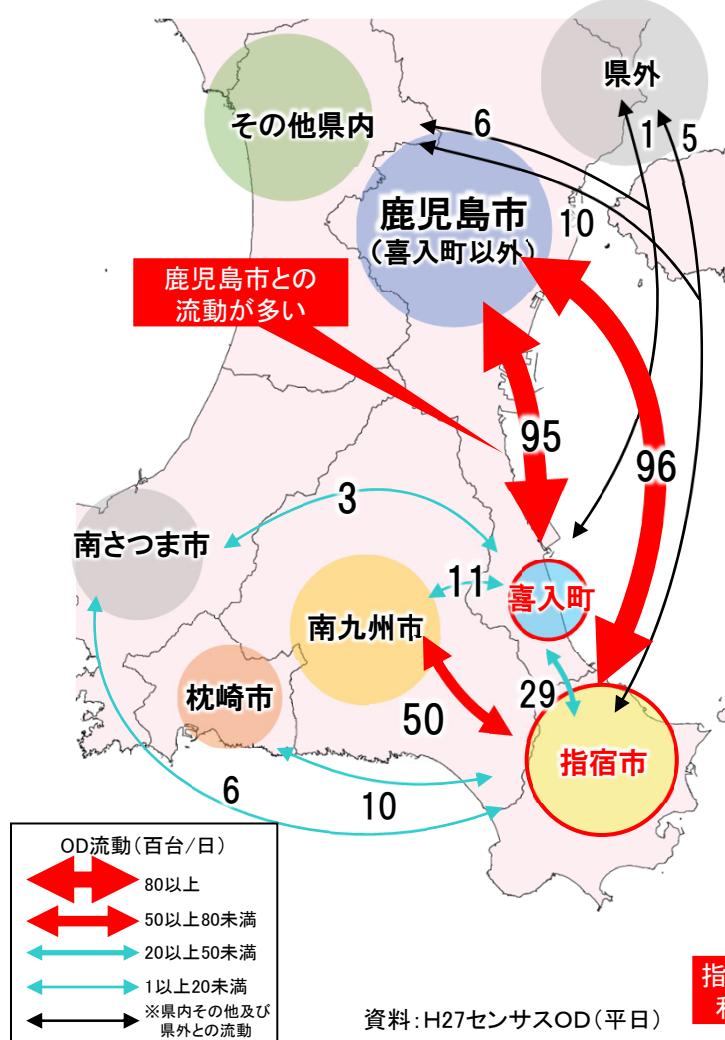 県外
その他県内
6
1
5
鹿児島市
(喜入町以外)
10
鹿児島市との
流動が多い
95
96
3
南さつま市
11
喜入町
南九州市
29
枕崎市
50
指宿市
6
10
OD流動(百台/日)
80以上
50以上80未満
20以上50未満
1以上20未満
※県内その他及び
県外との流動
資料:H27センサスOD(平日)
指